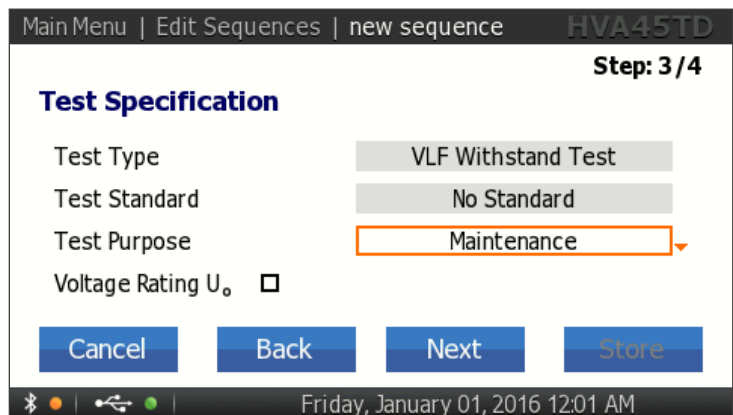 Main Menu | Edit Sequences | new sequence HVA45TD
Step: 3/4
Test Specification
Test Type VLF Withstand Test
Test Standard No Standard
Test Purpose Maintenance
Voltage Rating U₀
Cancel Back Next Store
Friday, January 01, 2016 12:01 AM